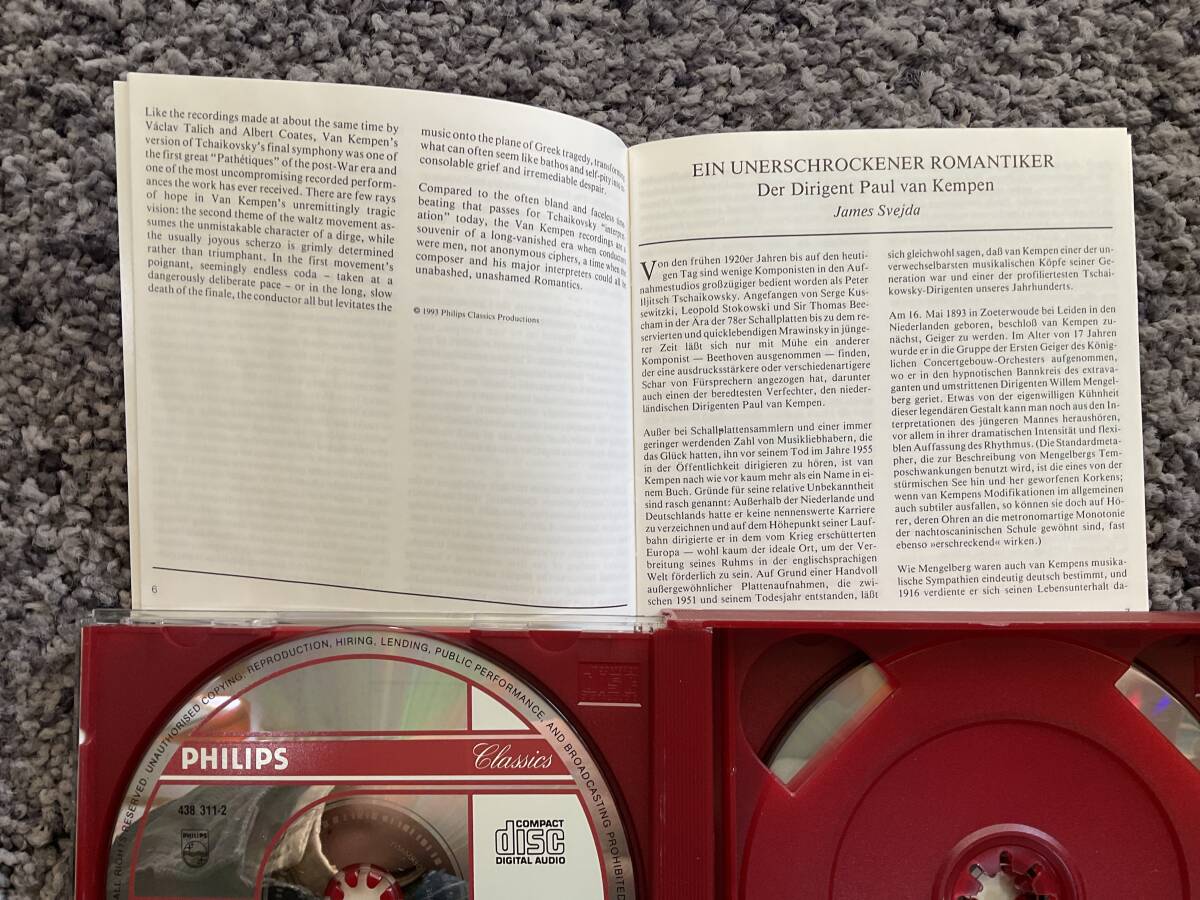 Like the recordings made at about the same time by
Václav Talich and Albert Coates, Van Kempen's
version of Tchaikovsky's final symphony was one of
the first great "Pathétiques" of the post-War era and
one of the most uncompromising recorded perform-
ances the work has ever received. There are few rays
of hope in Van Kempen's unremittingly tragic
vision: the second theme of the waltz movement as-
sumes the unmistakable character of a dirge, while
the usually joyous scherzo is grimly determined
rather than triumphant. In the first movement's
poignant, seemingly endless coda – taken at a
dangerously deliberate pace – or in the long, slow
death of the finale, the conductor all but levitates the
music onto the plane of Greek tragedy, transforming
what can often seem like bathos and self-pity into
consolable grief and irremediable despair.
Compared to the often bland and faceless time
beating that passes for Tchaikovsky "interpret-
ation" today, the Van Kempen recordings are a
souvenir of a long-vanished era when conductors
were men, not anonymous ciphers, a time when the
composer and his major interpreters could all be
unabashed, unashamed Romantics.
© 1993 Philips Classics Productions
6
EIN UNERSCHROCKENER ROMANTIKER
Der Dirigent Paul van Kempen
James Svejda
Von den frühen 1920er Jahren bis auf den heuti-
gen Tag sind wenige Komponisten in den Auf-
nahmestudios großzügiger bedient worden als Peter
Iljitsch Tschaikowsky. Angefangen von Serge Kus-
sewitzki, Leopold Stokowski und Sir Thomas Bee-
cham in der Ära der 78er Schallplatten bis zu dem re-
servierten und quicklebendigen Mrawinsky in jünge-
rer Zeit läßt sich nur mit Mühe ein anderer
Komponist — Beethoven ausgenommen — finden,
der eine ausdrucksstärkere oder verschiedenartigere
Schar von Fürsprechern angezogen hat, darunter
auch einen der beredtesten Verfechter, den nieder-
ländischen Dirigenten Paul van Kempen.
Außer bei Schallplattensammlern und einer immer
geringer werdenden Zahl von Musikliebhabern, die
das Glück hatten, ihn vor seinem Tod im Jahre 1955
in der Öffentlichkeit dirigieren zu hören, ist van
Kempen nach wie vor kaum mehr als ein Name in ei-
nem Buch. Gründe für seine relative Unbekanntheit
sind rasch genannt: Außerhalb der Niederlande und
Deutschlands hatte er keine nennenswerte Karriere
zu verzeichnen und auf dem Höhepunkt seiner Lauf-
bahn dirigierte er in dem vom Krieg erschütterten
Europa — wohl kaum der ideale Ort, um der Ver-
breitung seines Ruhms in der englischsprachigen
Welt förderlich zu sein. Auf Grund einer Handvoll
außergewöhnlicher Plattenaufnahmen, die zwi-
schen 1951 und seinem Todesjahr entstanden, läßt
sich gleichwohl sagen, daß van Kempen einer der un-
verwechselbarsten musikalischen Köpfe seiner Ge-
neration war und einer der profiliertesten Tschai-
kowsky-Dirigenten unseres Jahrhunderts.
Am 16. Mai 1893 in Zoeterwoude bei Leiden in den
Niederlanden geboren, beschloß van Kempen zu-
nächst, Geiger zu werden. Im Alter von 17 Jahren
wurde er in die Gruppe der Ersten Geigen des König-
lichen Concertgebouw-Orchesters aufgenommen,
wo er in den hypnotischen Bannkreis des extrava-
ganten und umstrittenen Dirigenten Willem Mengel-
berg geriet. Etwas von der eigenwilligen Kühnheit
dieser legendären Gestalt kann man noch aus den In-
terpretationen des jüngeren Mannes heraushören,
vor allem in ihrer dramatischen Intensität und flexi-
blen Auffassung des Rhythmus. (Die Standardmeta-
pher, die zur Beschreibung von Mengelbergs Tem-
poschwankungen benutzt wird, ist die eines von der
stürmischen See hin und her geworfenen Korkens;
wenn van Kempens Modifikationen im allgemeinen
auch subtiler ausfallen, so können sie doch auf Hö-
rer, deren Ohren an die metronomartige Monotonie
der nachtoscaninischen Schule gewöhnt sind, fast
ebenso »erschreckend« wirken.)
Wie Mengelberg waren auch van Kempens musika-
lische Sympathien eindeutig deutsch bestimmt, und
1916 verdiente er sich seinen Lebensunterhalt da-
ALL RIGHTS RESERVED. UNAUTHORISED COPYING, REPRODUCTION, HIRING, LENDING, PUBLIC PERFORMANCE, AND BROADCASTING PROHIBITED
PHILIPS
Classics
438 311-2
PHILIPS
COMPACT
disc
DIGITAL AUDIO